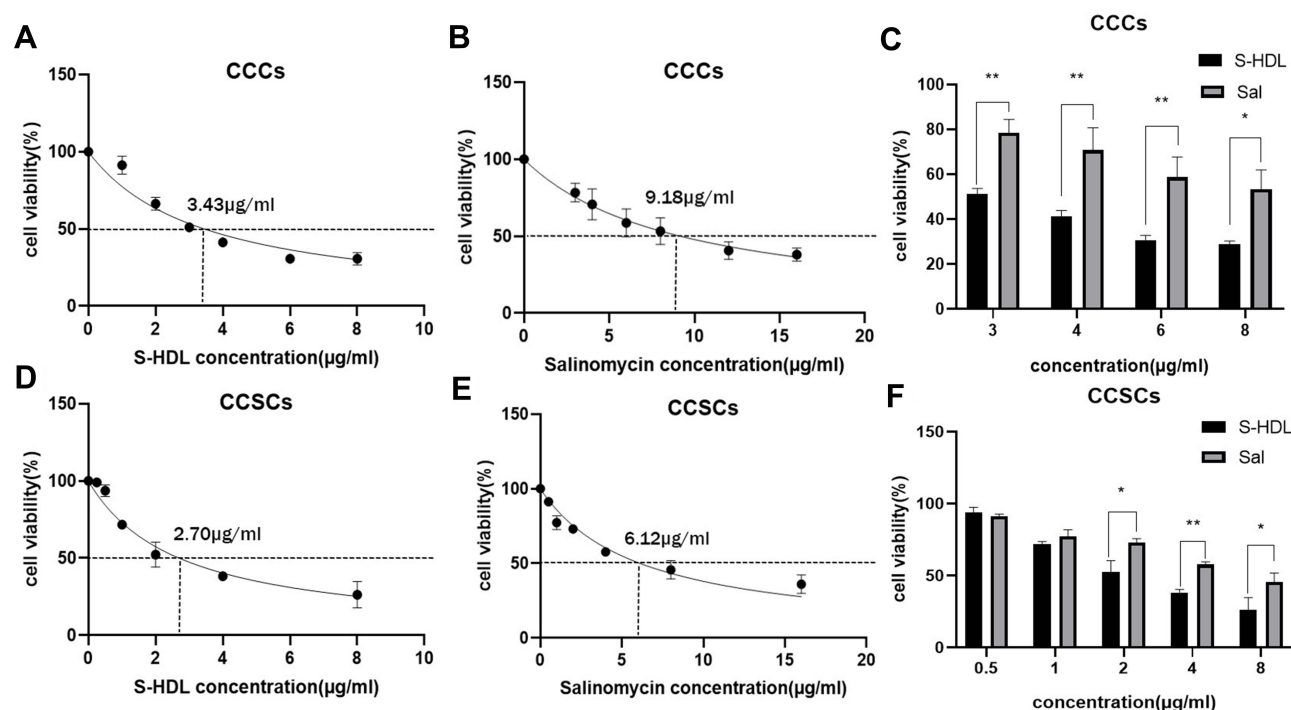 A
CCCs
cell viability(%)
150
100
50
0
3.43μg/ml
0 2 4 6 8 10
S-HDL concentration(μg/ml)
B
CCCs
cell viability(%)
150
100
50
0
9.18μg/ml
0 5 10 15 20
Salinomycin concentration(μg/ml)
C
CCCs
S-HDL
Sal
cell viability(%)
100
80
60
40
20
0
** ** ** *
3 4 6 8
concentration(μg/ml)
D
CCSCs
cell viability(%)
150
100
50
0
2.70μg/ml
0 2 4 6 8 10
S-HDL concentration(μg/ml)
E
CCSCs
cell viability(%)
150
100
50
0
6.12μg/ml
0 5 10 15 20
Salinomycin concentration(μg/ml)
F
CCSCs
S-HDL
Sal
cell viability(%)
150
100
50
0
* ** *
0.5 1 2 4 8
concentration(μg/ml)